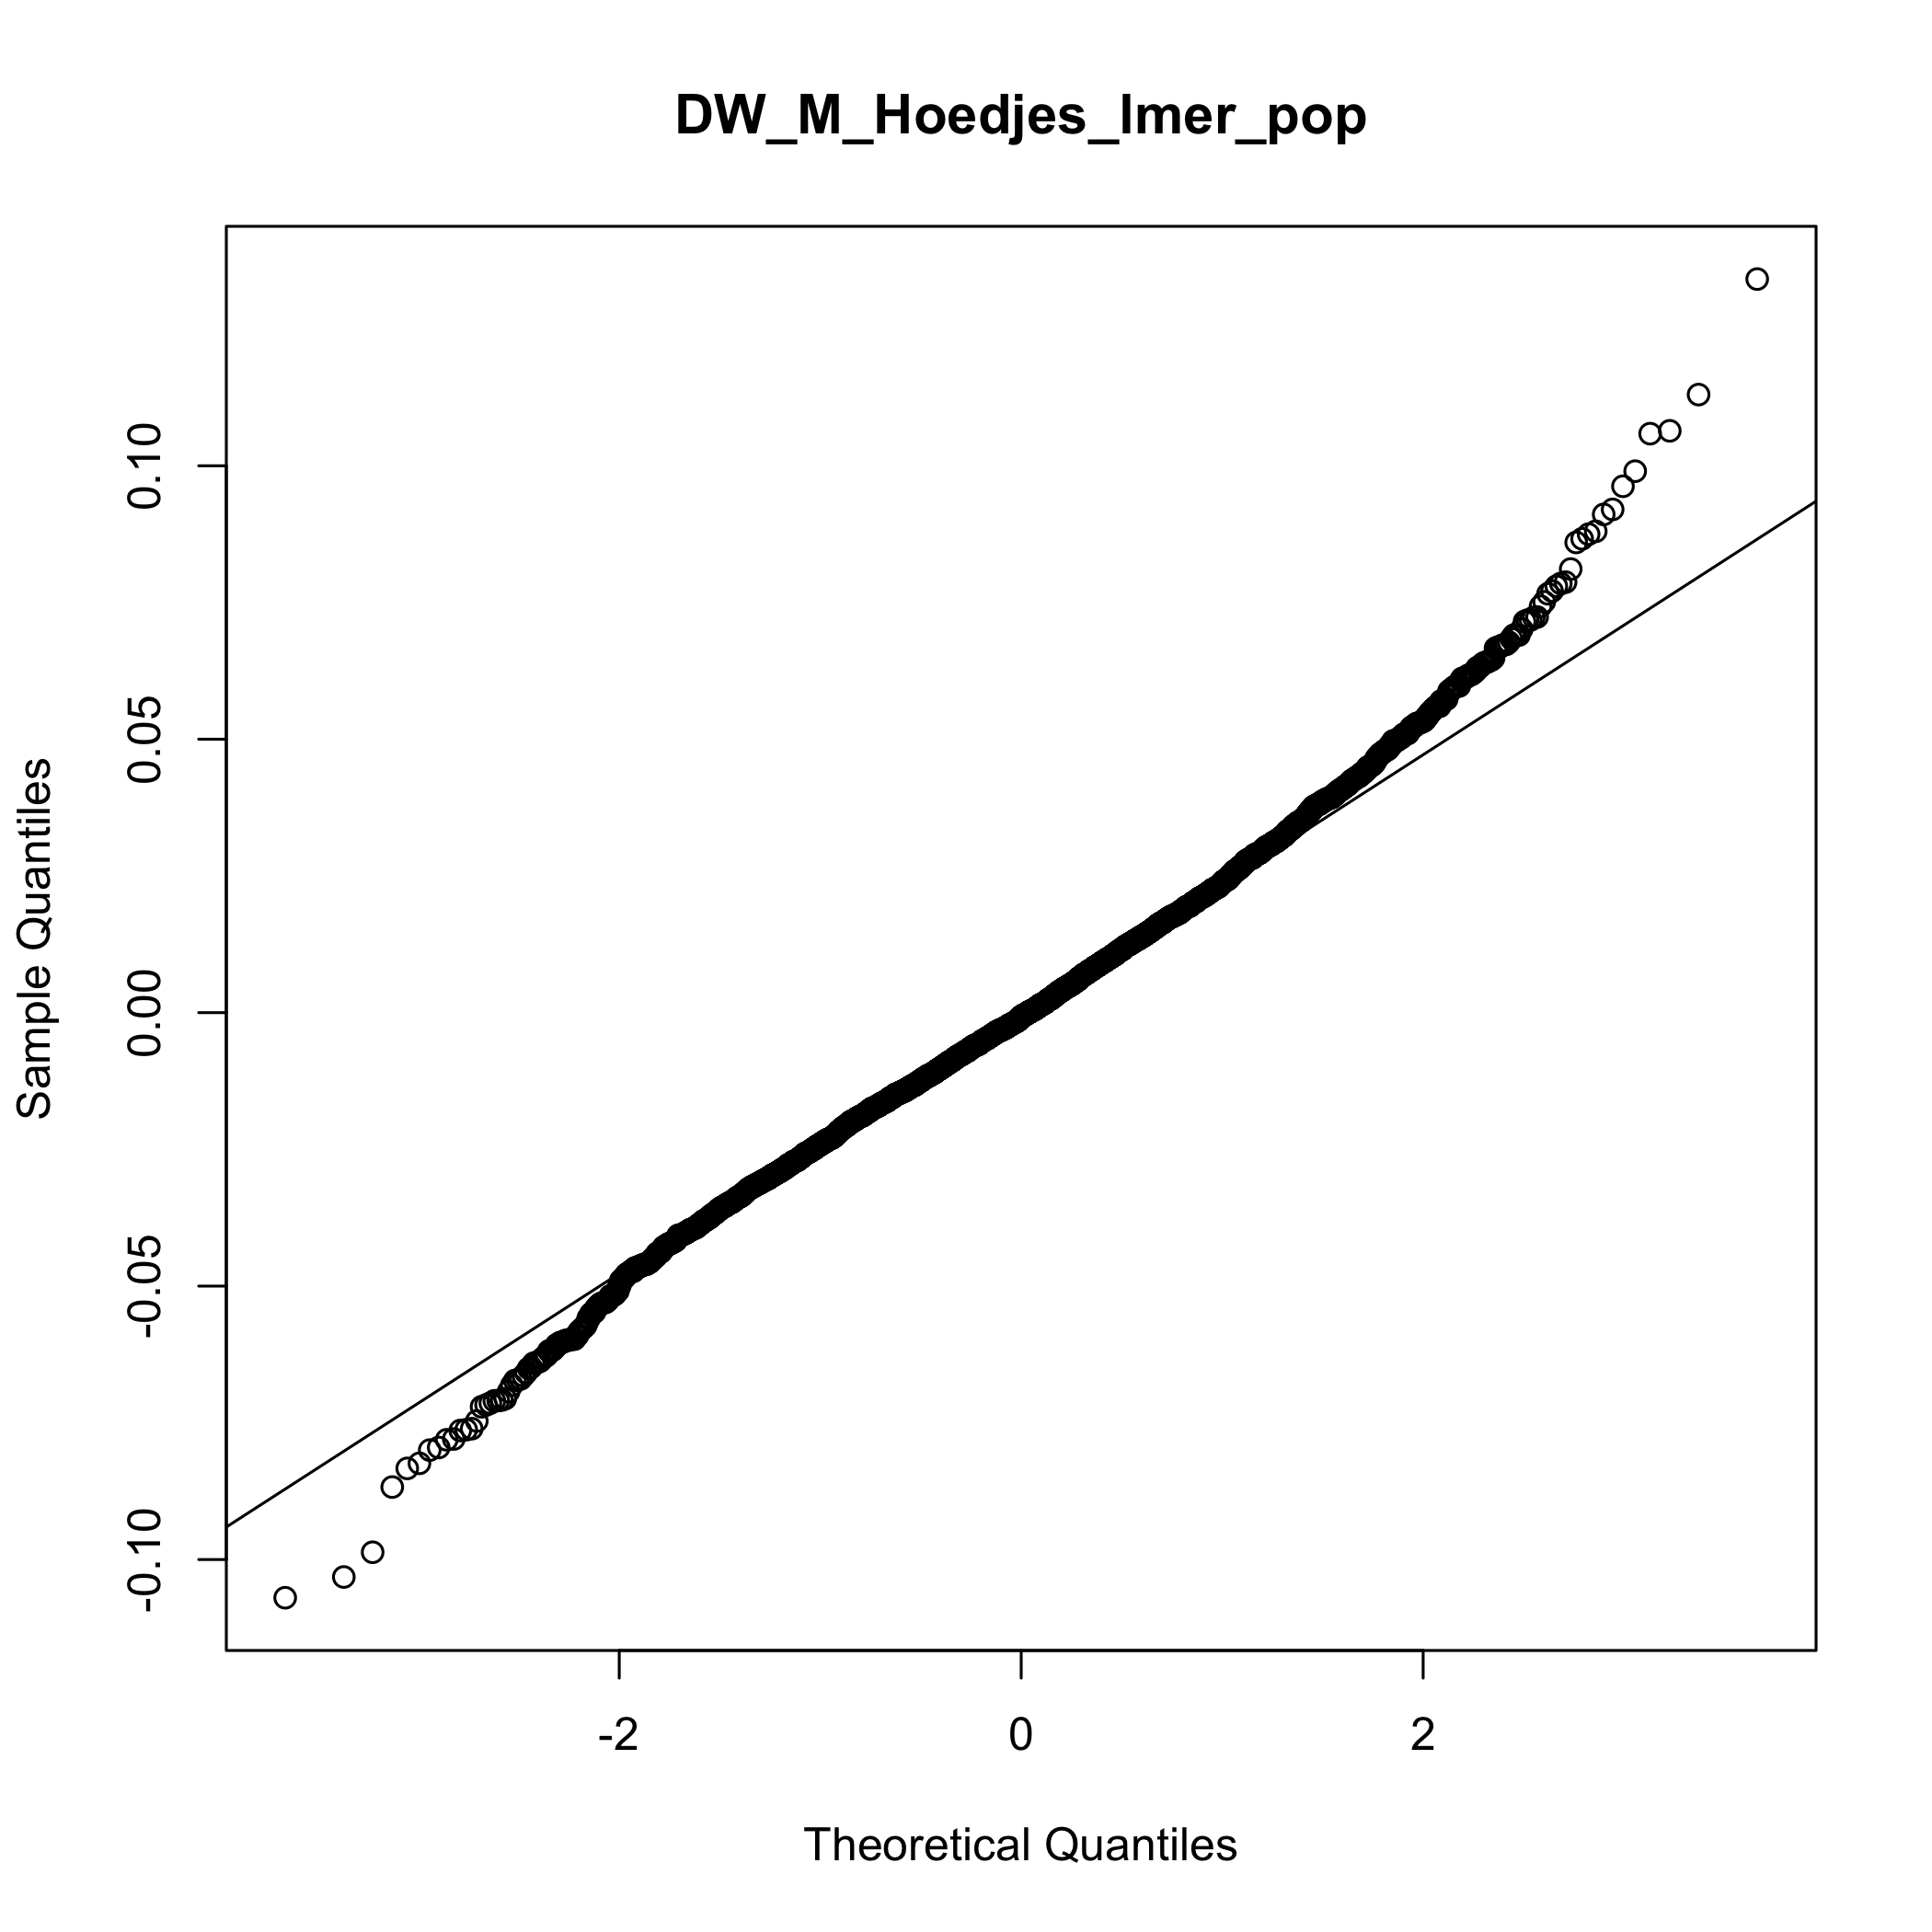 DW_M_Hoedjes_lmer_pop
Sample Quantiles
0.10
0.05
0.00
-0.05
-0.10
-2
0
2
Theoretical Quantiles